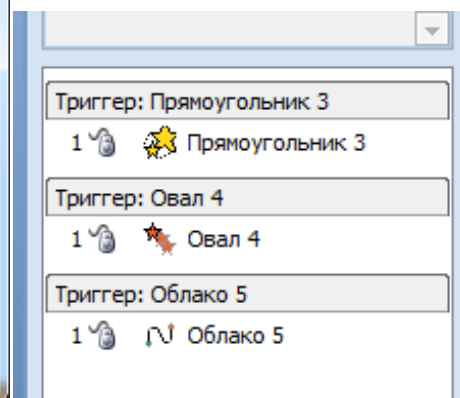 Триггер: Прямоугольник 3
1 Прямоугольник 3
Триггер: Овал 4
1 Овал 4
Триггер: Облако 5
1 Облако 5